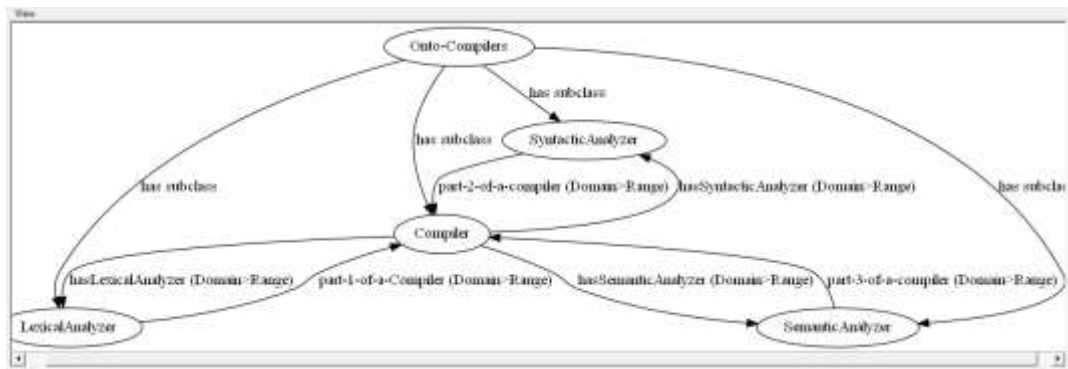 View
Onto-Compilers
has subclass
SyntacticAnalyzer
has subclass
has subclass
has subclas
part-2-of-a-compiler (Domain>Range)
hasSyntacticAnalyzer (Domain>Range)
Compiler
hasLexicalAnalyzer (Domain>Range)
part-1-of-a-Compiler (Domain>Range)
hasSemanticAnalyzer (Domain>Range)
part-3-of-a-compiler (Domain>Range)
LexicalAnalyzer
SemanticAnalyzer